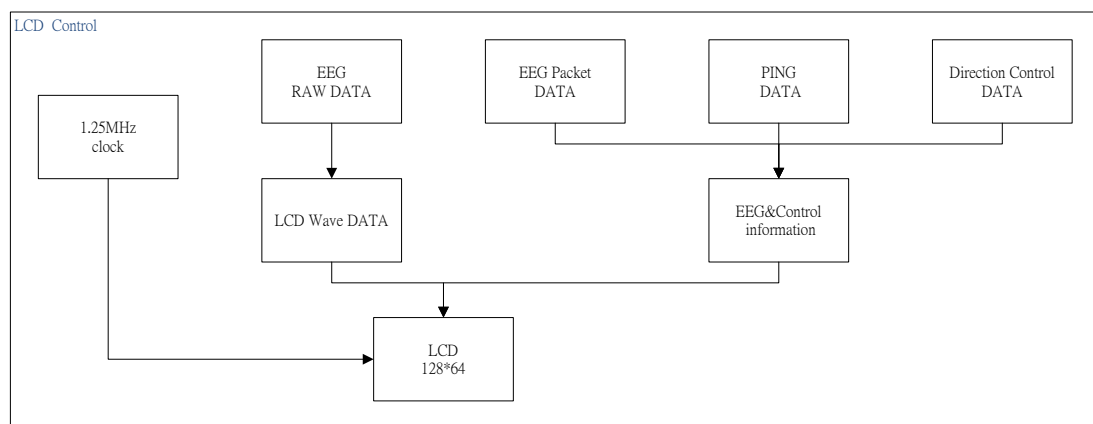 LCD Control
EEG
RAW DATA
EEG Packet
DATA
PING
DATA
Direction Control
DATA
1.25MHz
clock
LCD Wave DATA
EEG&Control
information
LCD
128*64